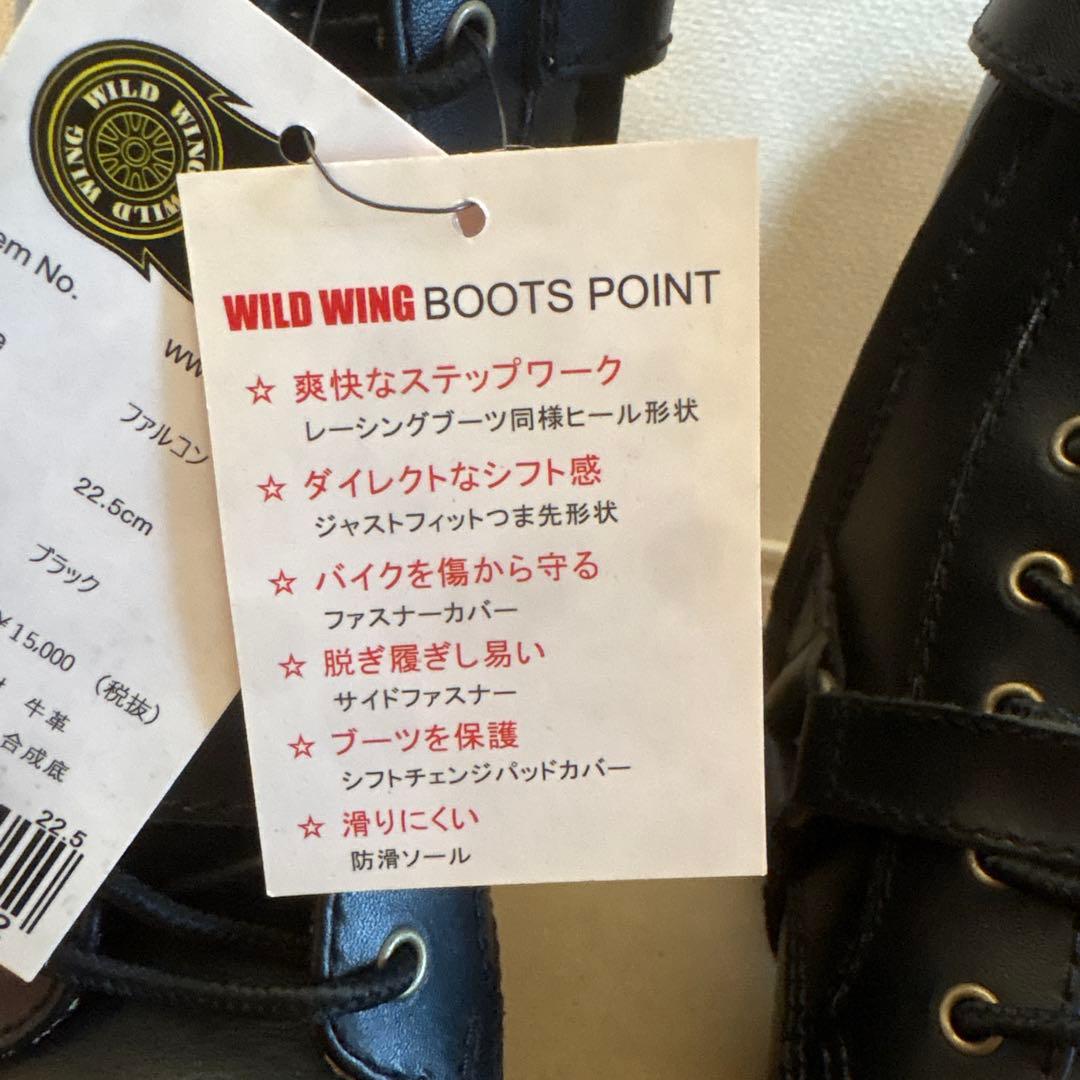 WILD WING WILD WING WILD
em No.
ww
ファルコン
22.5cm
ブラック
¥15,000 (税抜)
牛革
合成底
22.5
WILD WING BOOTS POINT
☆ 爽快なステップワーク
レーシングブーツ同様ヒール形状
☆ ダイレクトなシフト感
ジャストフィットつま先形状
☆ バイクを傷から守る
ファスナーカバー
☆ 脱ぎ履ぎし易い
サイドファスナー
☆ ブーツを保護
シフトチェンジパッドカバー
☆ 滑りにくい
防滑ソール